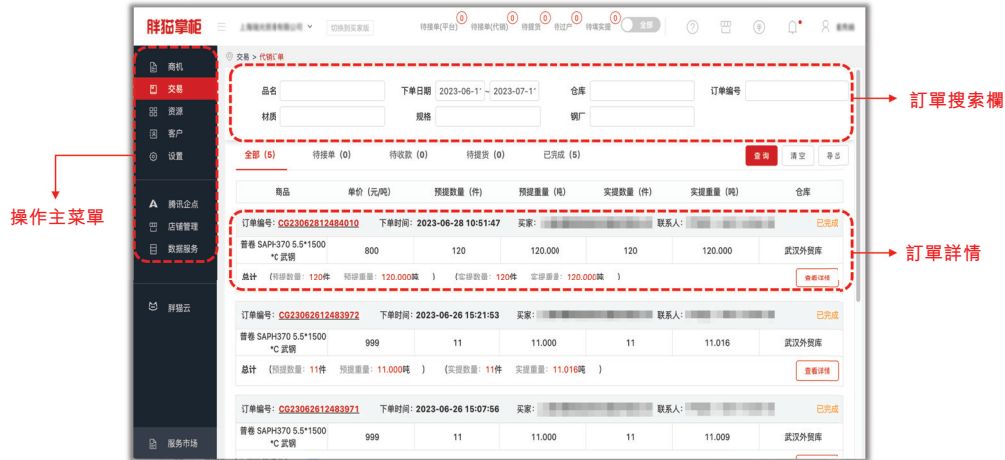 胖猫掌柜
切换到买家版
待接单(平台) 0 待接单(代销) 0 待提货 0 待过户 0 待填实提 0 全部
商机
交易
资源
客户
设置
腾讯企点
店铺管理
数据服务
胖猫云
服务市场
操作主菜單
交易 > 代销订单
品名 下单日期 2023-06-1 ~ 2023-07-1 仓库 订单编号
材质 规格 钢厂
訂單搜索欄
全部 (5) 待接单 (0) 待收款 (0) 待提货 (0) 已完成 (5) 查询 清空 导出
商品 单价 (元/吨) 预提数量 (件) 预提重量 (吨) 实提数量 (件) 实提重量 (吨) 仓库
订单编号: CG23062812484010 下单时间: 2023-06-28 10:51:47 买家: 联系人: 已完成
普卷 SAPH370 5.5*1500 800 120 120.000 120 120.000 武汉外贸库
*C 武钢
总计 (预提数量: 120件 预提重量: 120.000吨 ) (实提数量: 120件 实提重量: 120.000吨 ) 查看详情
訂單詳情
订单编号: CG23062612483972 下单时间: 2023-06-26 15:21:53 买家: 联系人: 已完成
普卷 SAPH370 5.5*1500 999 11 11.000 11 11.016 武汉外贸库
*C 武钢
总计 (预提数量: 11件 预提重量: 11.000吨 ) (实提数量: 11件 实提重量: 11.016吨 ) 查看详情
订单编号: CG23062612483971 下单时间: 2023-06-26 15:07:56 买家: 联系人: 已完成
普卷 SAPH370 5.5*1500 999 11 11.000 11 11.009 武汉外贸库
*C 武钢